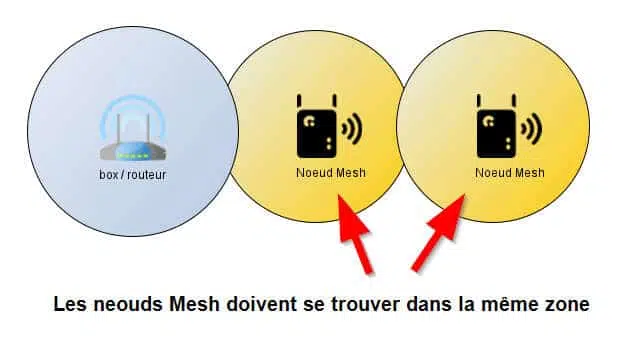 box / routeur
Noeud Mesh
Noeud Mesh
Les neouds Mesh doivent se trouver dans la même zone